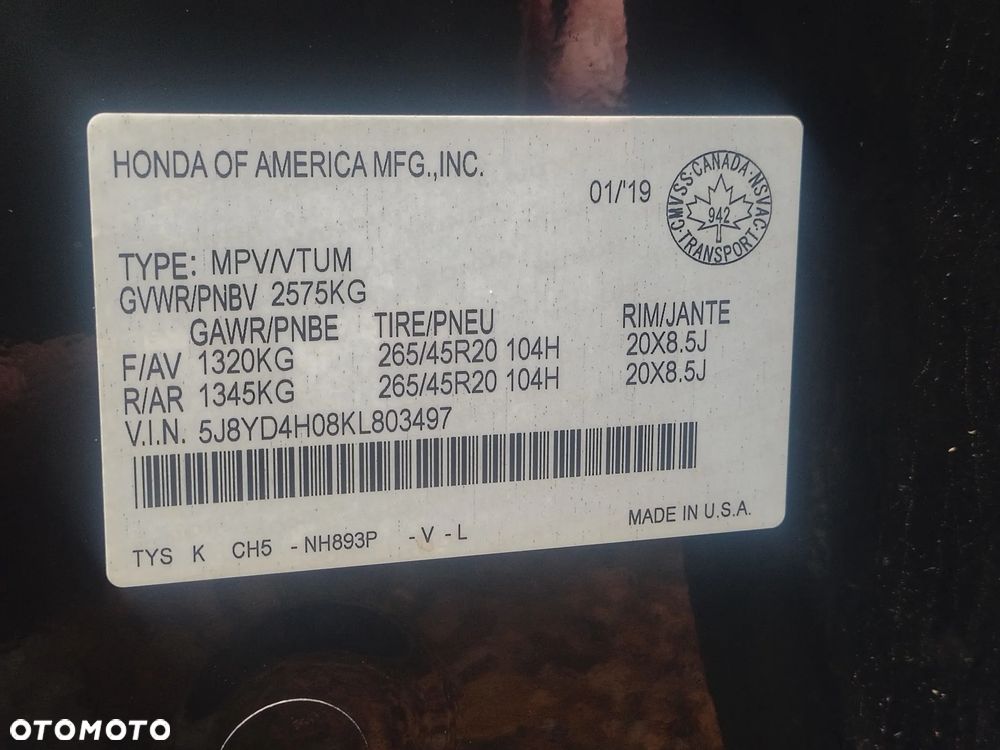 HONDA OF AMERICA MFG.,INC.
01/'19
CMVSS·CANADA·NSVAC·TRANSPORT·
942
TYPE: MPV/VTUM
GVWR/PNBV 2575KG
GAWR/PNBE TIRE/PNEU RIM/JANTE
F/AV 1320KG 265/45R20 104H 20X8.5J
R/AR 1345KG 265/45R20 104H 20X8.5J
V.I.N. 5J8YD4H08KL803497
TYS K CH5 - NH893P - V - L
MADE IN U.S.A.
OTOMOTO